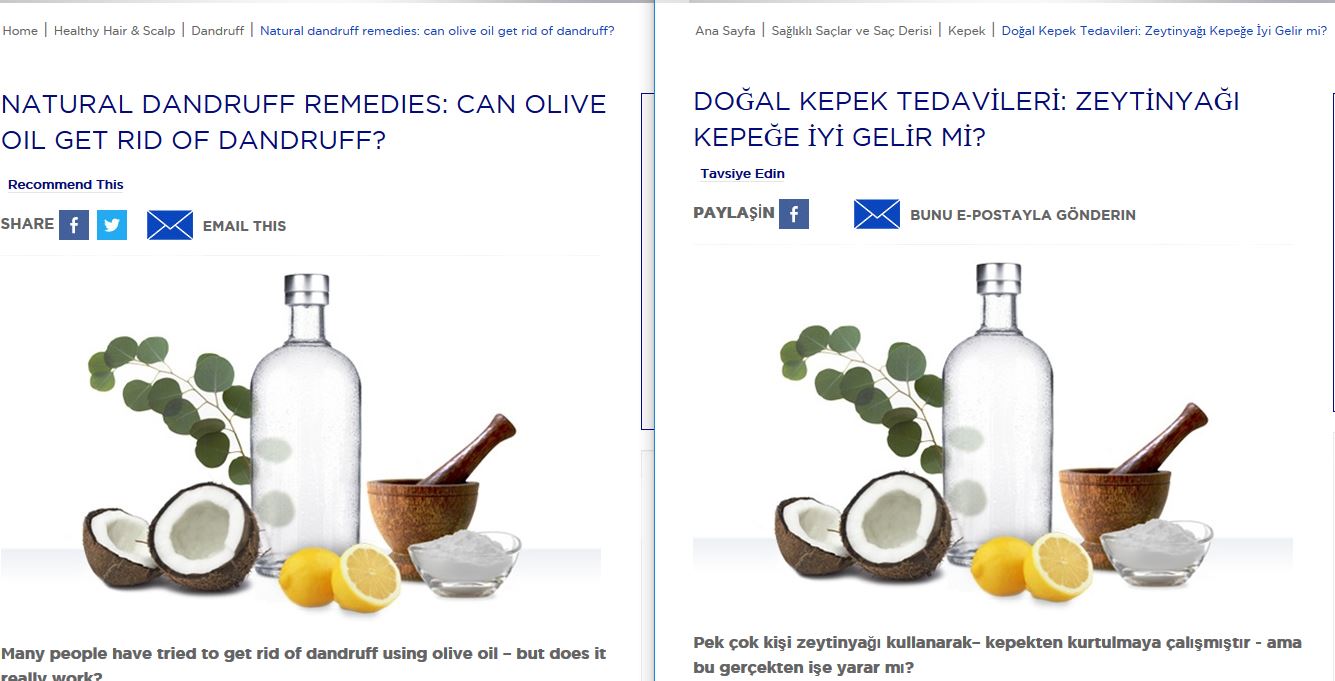 Home | Healthy Hair & Scalp | Dandruff | Natural dandruff remedies: can olive oil get rid of dandruff?
NATURAL DANDRUFF REMEDIES: CAN OLIVE
OIL GET RID OF DANDRUFF?
Recommend This
SHARE
EMAIL THIS
Many people have tried to get rid of dandruff using olive oil – but does it
really work?
Ana Sayfa | Sağlıklı Saçlar ve Saç Derisi | Kepek | Doğal Kepek Tedavileri: Zeytinyağı Kepeğe İyi Gelir mi?
DOĞAL KEPEK TEDAVİLERİ: ZEYTİNYAĞI
KEPEĞE İYİ GELİR Mİ?
Tavsiye Edin
PAYLAŞİN
BUNU E-POSTAYLA GÖNDERIN
Pek çok kişi zeytinyağı kullanarak– kepekten kurtulmaya çalışmıştır - ama
bu gerçekten işe yarar mı?